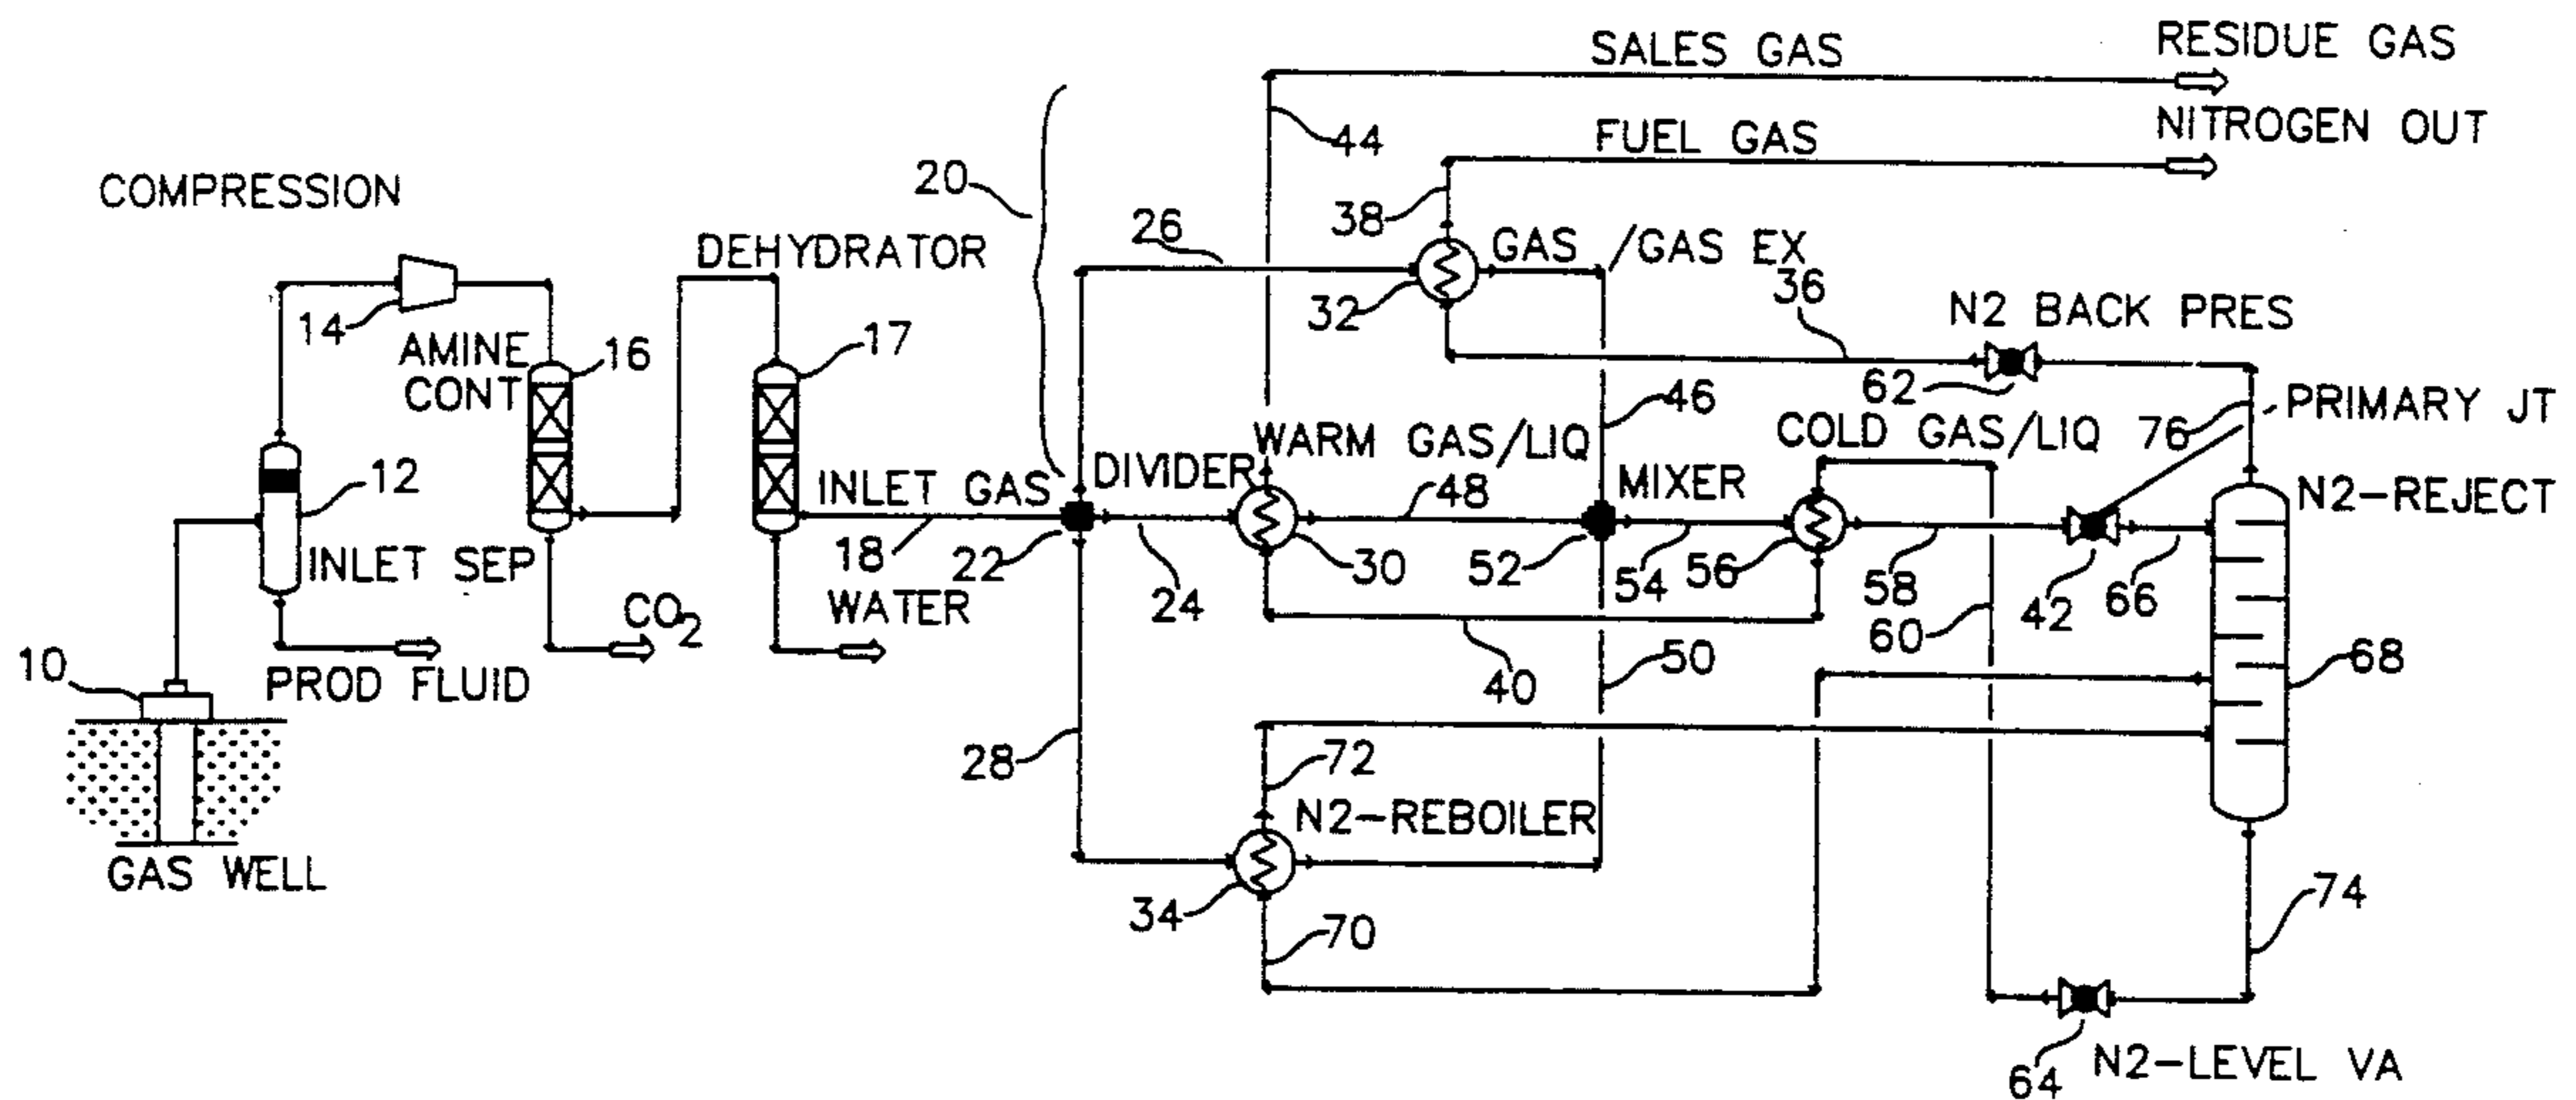 SALES GAS
RESIDUE GAS
44
FUEL GAS
NITROGEN OUT
COMPRESSION
20
38
26
GAS /GAS EX
DEHYDRATOR
32
36
N2 BACK PRES
14
AMINE
CONT
16
17
62
46
PRIMARY JT
76
WARM GAS/LIQ
COLD GAS/LIQ
12
INLET GAS
DIVIDER
48
MIXER
N2-REJECT
INLET SEP
18
22
24
30
52
54
56
58
42
66
CO2
WATER
60
10
PROD FLUID
40
50
68
28
72
N2-REBOILER
GAS WELL
34
70
74
64
N2-LEVEL VA